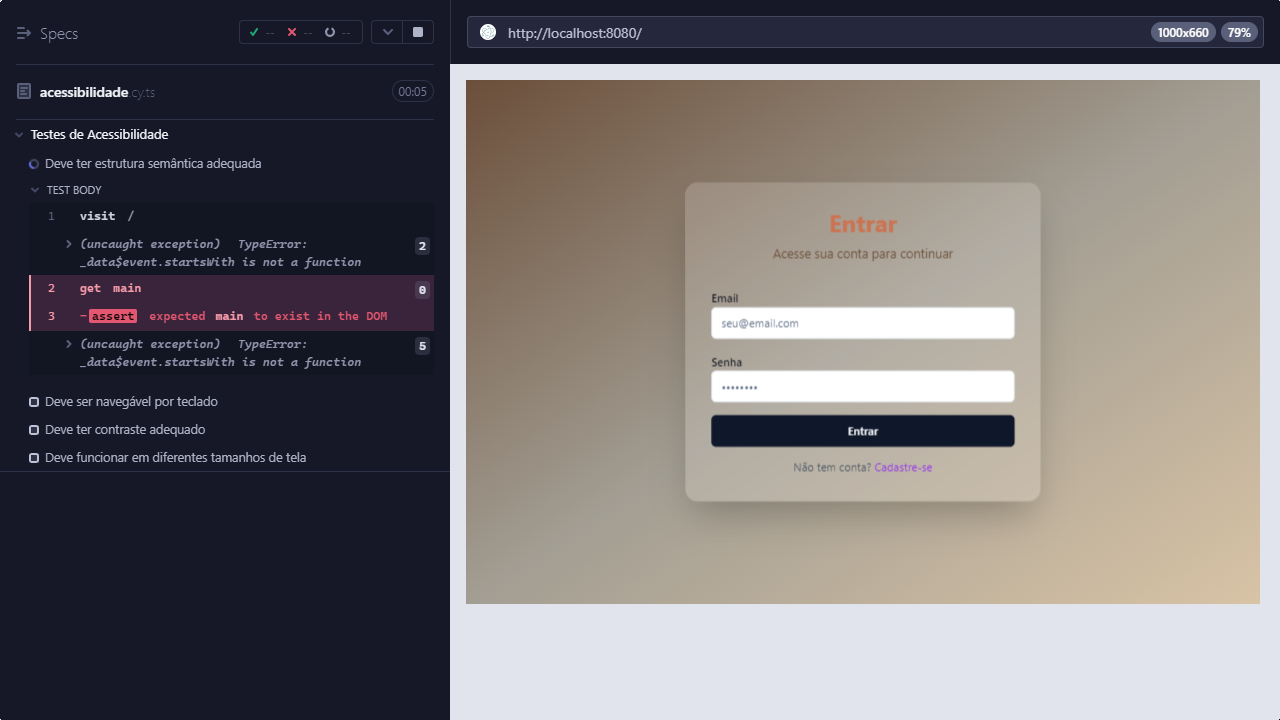 Specs
-- -- --
acessibilidade.cy.ts
00:05
Testes de Acessibilidade
Deve ter estrutura semântica adequada
TEST BODY
1 visit /
(uncaught exception) TypeError: 2
_data$event.startsWith is not a function
2 get main 0
3 -assert expected main to exist in the DOM
(uncaught exception) TypeError: 5
_data$event.startsWith is not a function
Deve ser navegável por teclado
Deve ter contraste adequado
Deve funcionar em diferentes tamanhos de tela
http://localhost:8080/
1000x660 79%
Entrar
Acesse sua conta para continuar
Email
seu@email.com
Senha
••••••••
Entrar
Não tem conta? Cadastre-se